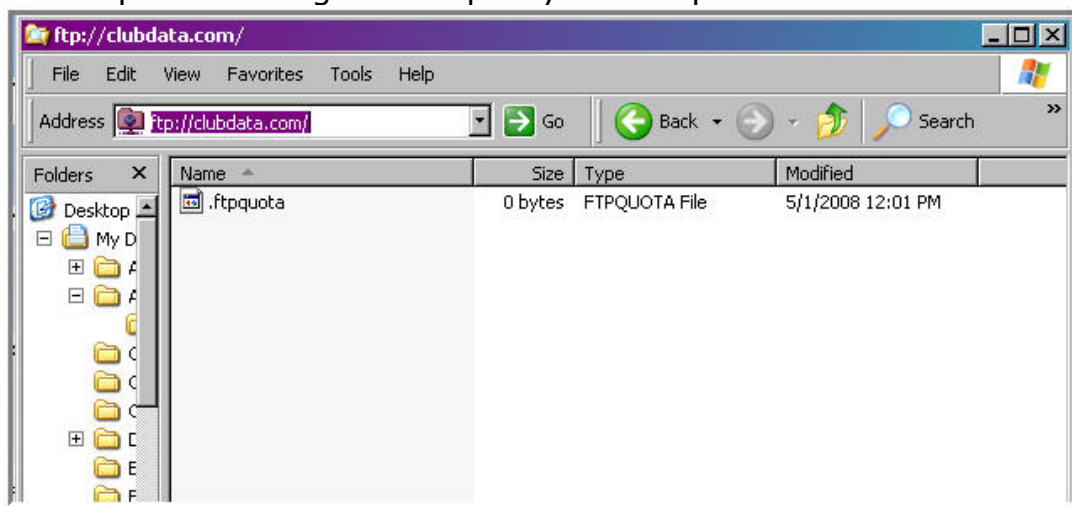 ftp://clubdata.com/
File Edit View Favorites Tools Help
Address ftp://clubdata.com/ Go Back Search »
Folders X Name Size Type Modified
Desktop .ftpquota 0 bytes FTPQUOTA File 5/1/2008 12:01 PM
My D
A
A
C
C
C
D
E
F